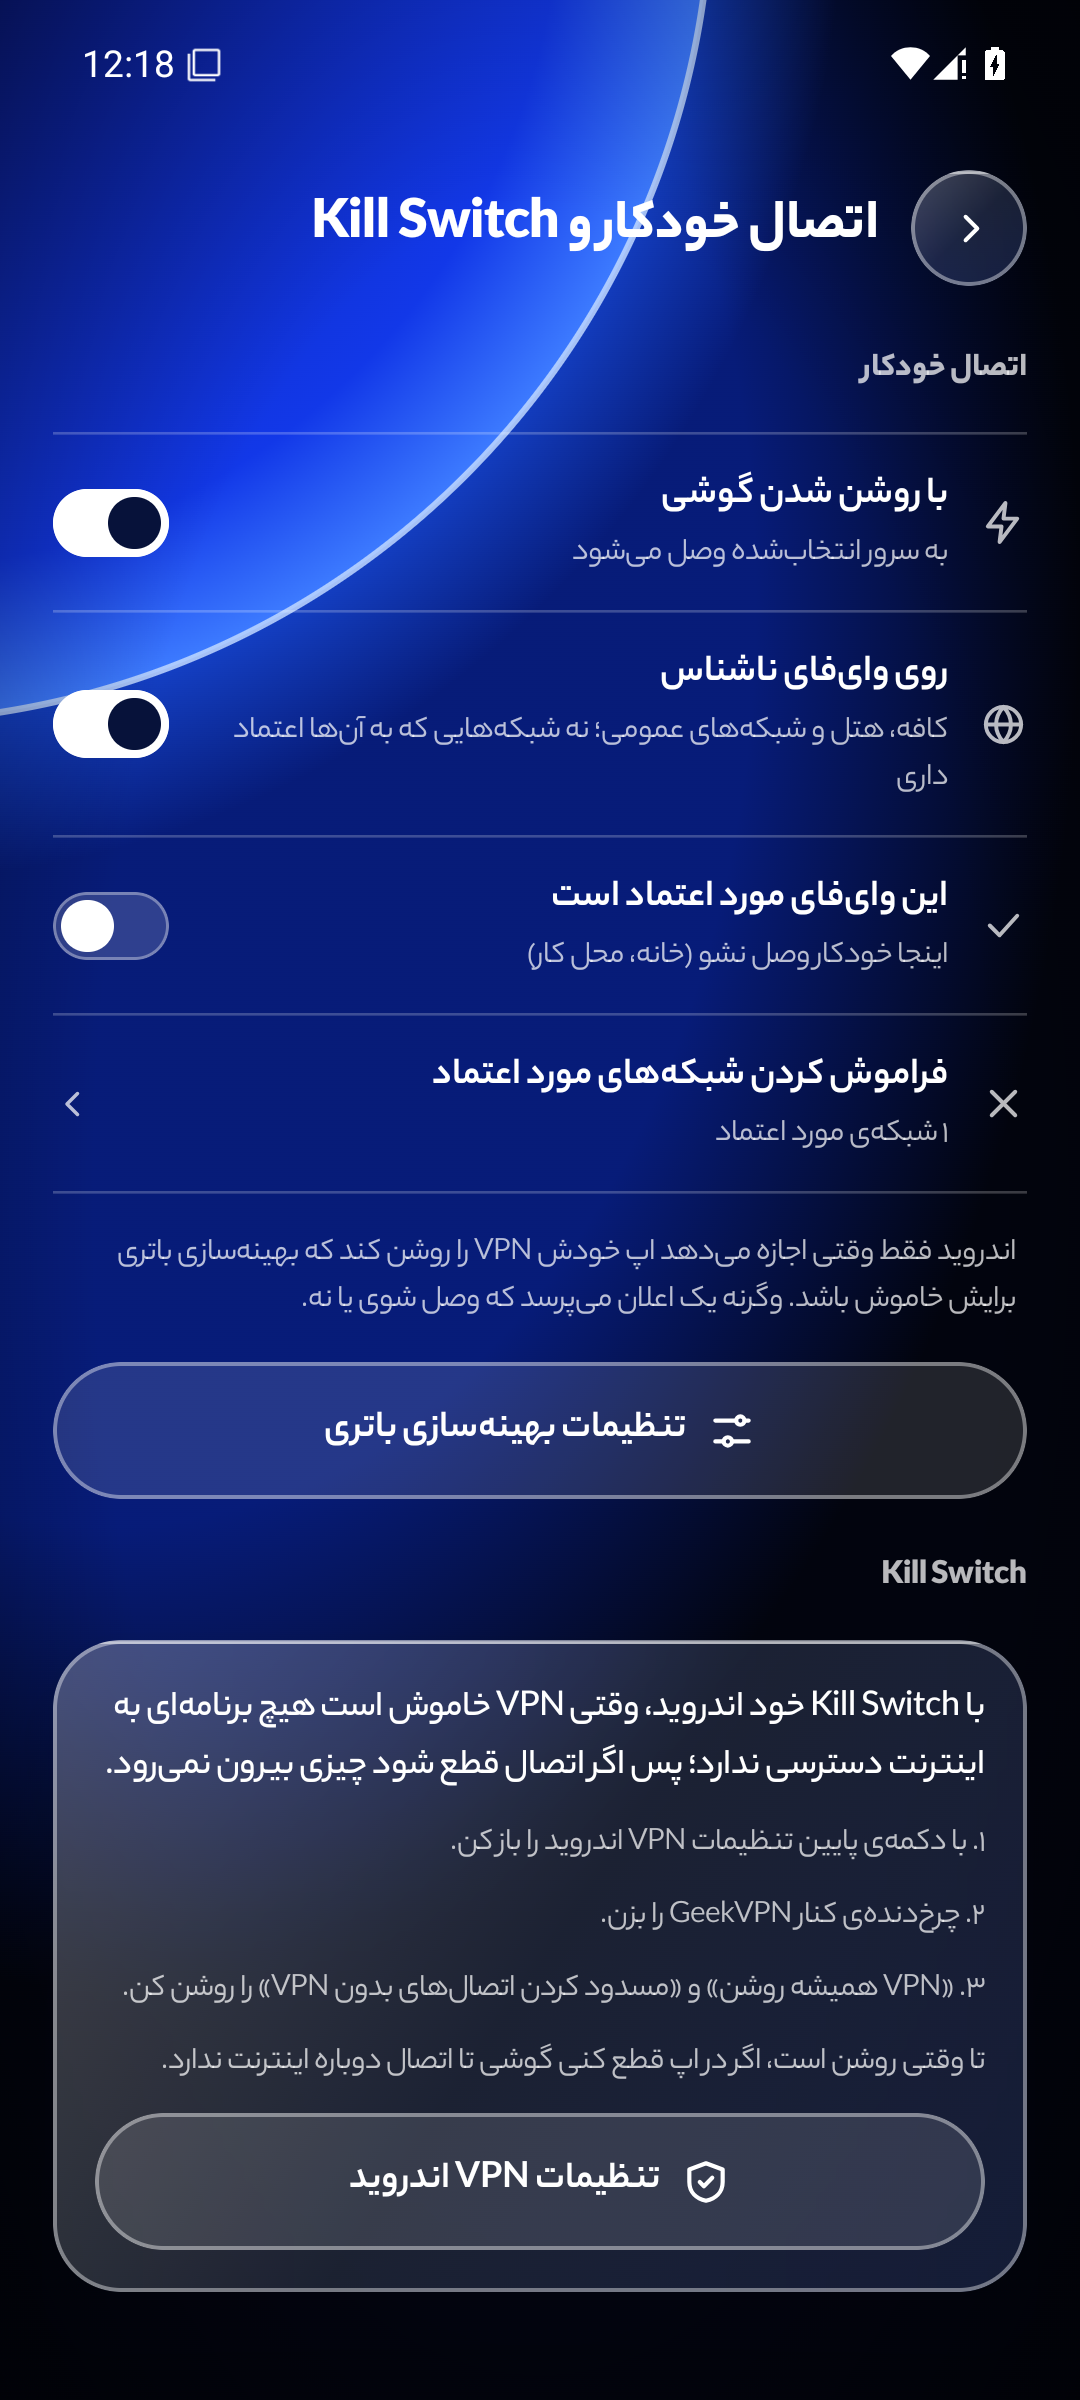 12:18
اتصال خودکار و Kill Switch
اتصال خودکار
با روشن شدن گوشی
به سرور انتخاب‌شده وصل می‌شود
روی وای‌فای ناشناس
کافه، هتل و شبکه‌های عمومی؛ نه شبکه‌هایی که به آن‌ها اعتماد
داری
این وای‌فای مورد اعتماد است
اینجا خودکار وصل نشو (خانه، محل کار)
فراموش کردن شبکه‌های مورد اعتماد
۱ شبکه‌ی مورد اعتماد
اندروید فقط وقتی اجازه می‌دهد اپ خودش VPN را روشن کند که بهینه‌سازی باتری
برایش خاموش باشد. وگرنه یک اعلان می‌پرسد که وصل شوی یا نه.
تنظیمات بهینه‌سازی باتری
Kill Switch
با Kill Switch خود اندروید، وقتی VPN خاموش است هیچ برنامه‌ای به
اینترنت دسترسی ندارد؛ پس اگر اتصال قطع شود چیزی بیرون نمی‌رود.
۱. با دکمه‌ی پایین تنظیمات VPN اندروید را باز کن.
۲. چرخ‌دنده‌ی کنار GeekVPN را بزن.
۳. «VPN همیشه روشن» و «مسدود کردن اتصال‌های بدون VPN» را روشن کن.
تا وقتی روشن است، اگر در اپ قطع کنی گوشی تا اتصال دوباره اینترنت ندارد.
تنظیمات VPN اندروید